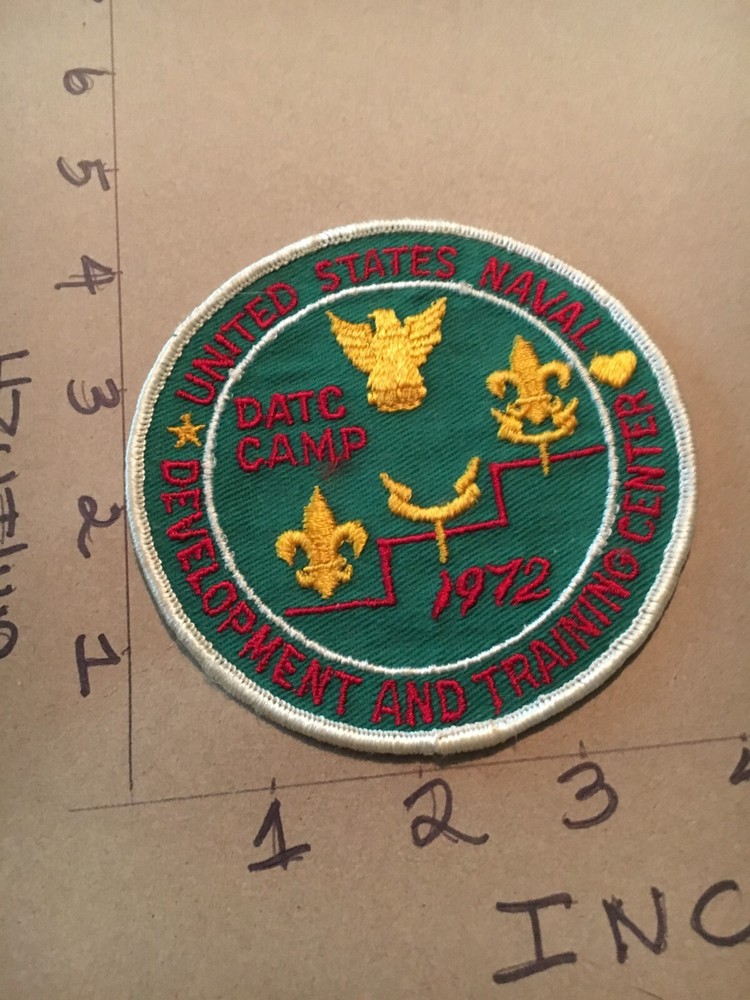 UNITED STATES NAVAL
DEVELOPMENT AND TRAINING CENTER
DATC
CAMP
1972
6
5
4
3
2
1
1 2 3
INC